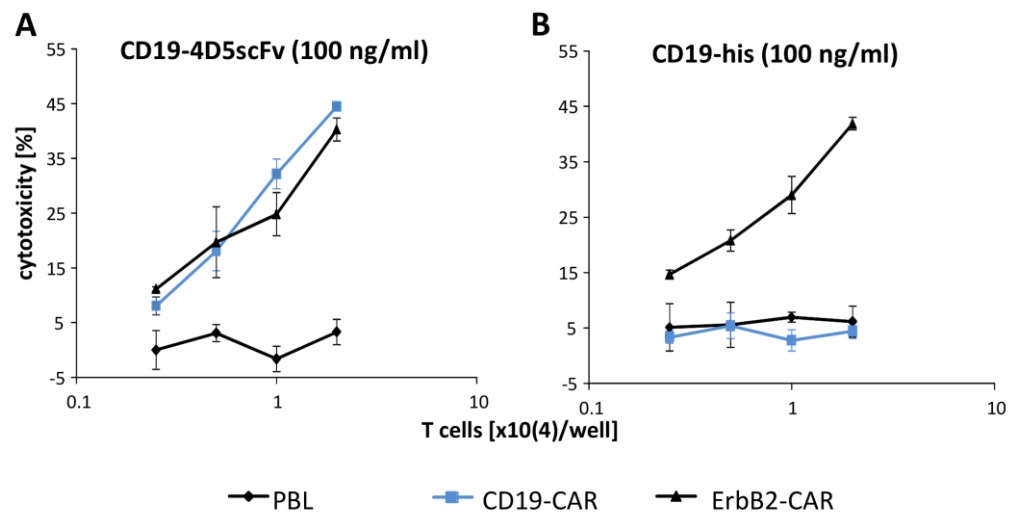 A
B
CD19-4D5scFv (100 ng/ml)
CD19-his (100 ng/ml)
cytotoxicity [%]
55
45
35
25
15
5
-5
0.1
1
10
55
45
35
25
15
5
-5
0.1
1
10
T cells [x10(4)/well]
PBL
CD19-CAR
ErbB2-CAR